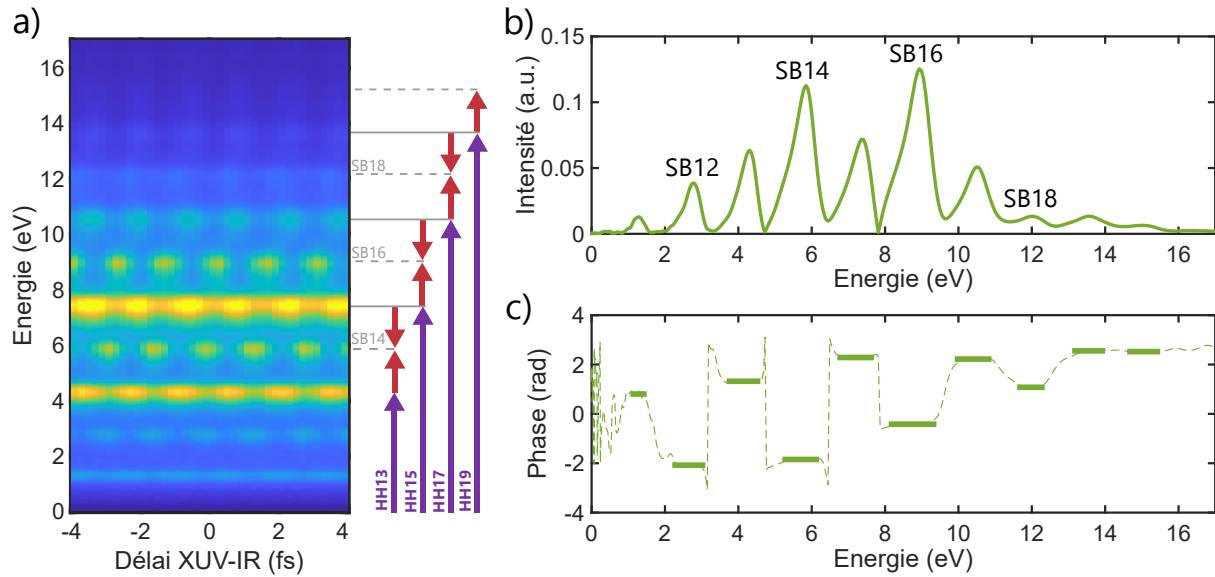 a)
16
14
12
10
8
6
4
2
0
Energie (eV)
-4
-2
0
2
4
Délai XUV-IR (fs)
SB18
SB16
SB14
HH13
HH15
HH17
HH19
b)
0.15
0.1
0.05
0
Intensité (a.u.)
SB12
SB14
SB16
SB18
0
2
4
6
8
10
12
14
16
Energie (eV)
c)
4
2
0
-2
-4
Phase (rad)
0
2
4
6
8
10
12
14
16
Energie (eV)